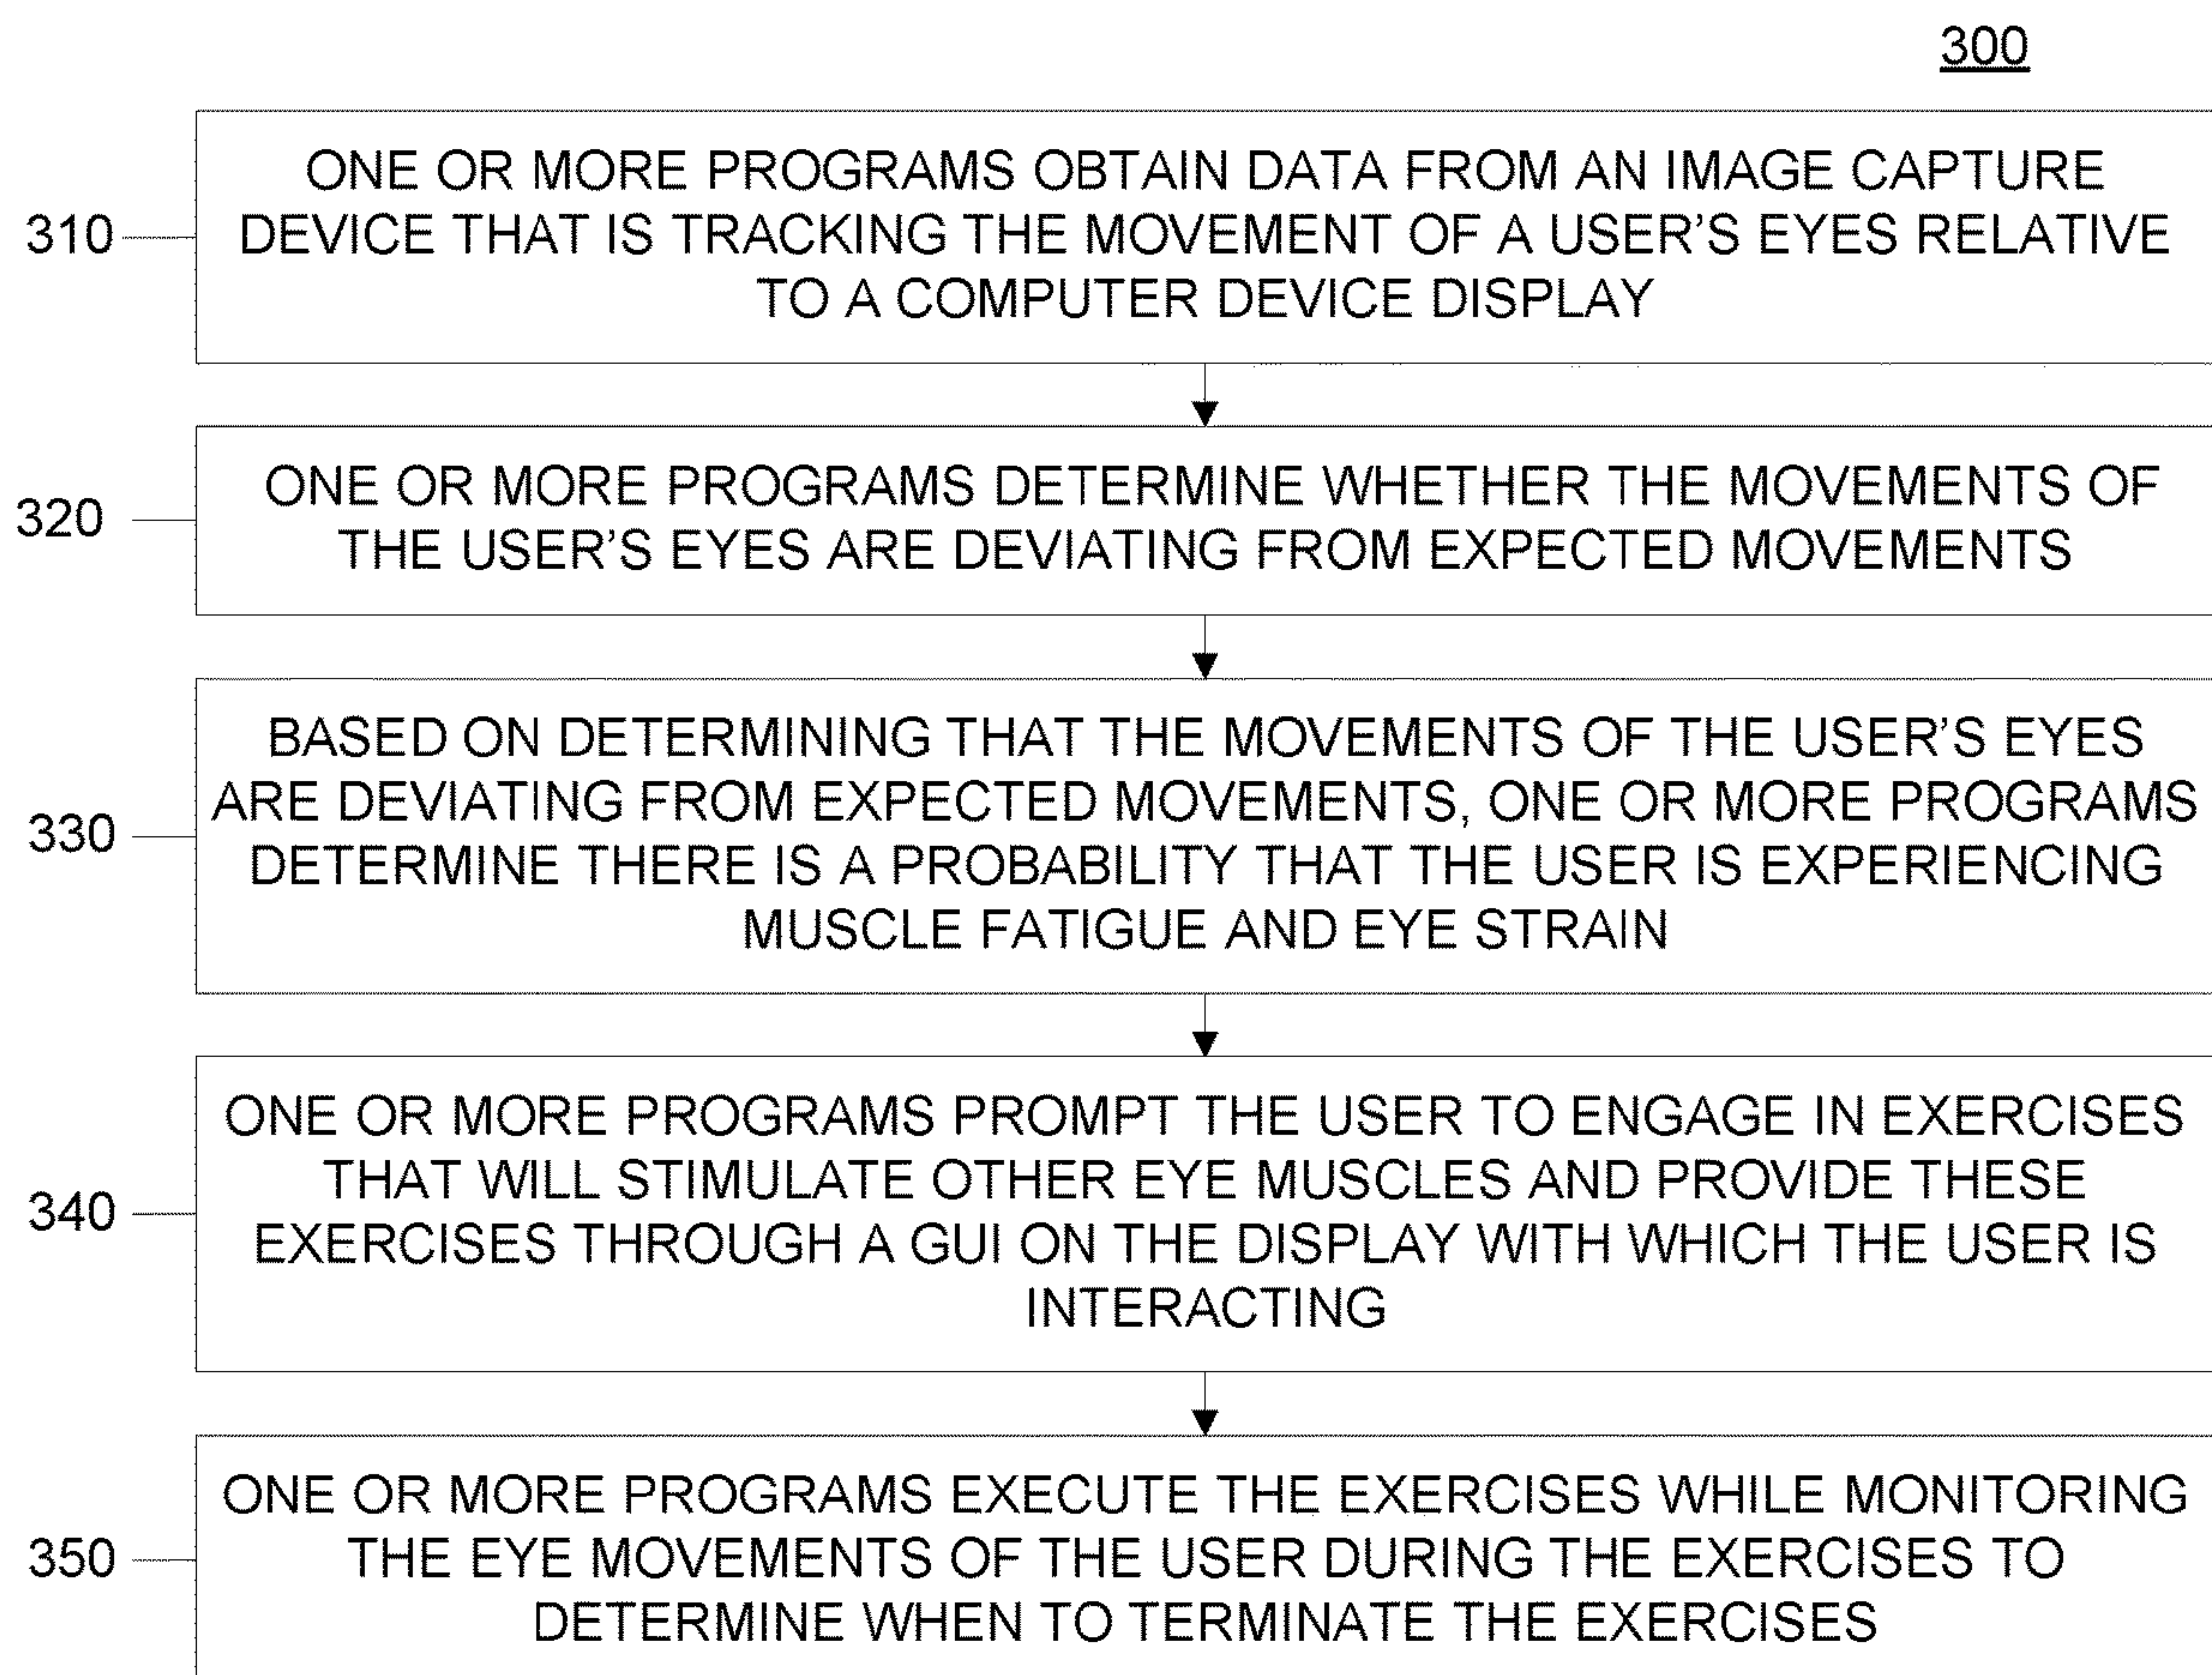 300
310
ONE OR MORE PROGRAMS OBTAIN DATA FROM AN IMAGE CAPTURE
DEVICE THAT IS TRACKING THE MOVEMENT OF A USER'S EYES RELATIVE
TO A COMPUTER DEVICE DISPLAY
320
ONE OR MORE PROGRAMS DETERMINE WHETHER THE MOVEMENTS OF
THE USER'S EYES ARE DEVIATING FROM EXPECTED MOVEMENTS
330
BASED ON DETERMINING THAT THE MOVEMENTS OF THE USER'S EYES
ARE DEVIATING FROM EXPECTED MOVEMENTS, ONE OR MORE PROGRAMS
DETERMINE THERE IS A PROBABILITY THAT THE USER IS EXPERIENCING
MUSCLE FATIGUE AND EYE STRAIN
340
ONE OR MORE PROGRAMS PROMPT THE USER TO ENGAGE IN EXERCISES
THAT WILL STIMULATE OTHER EYE MUSCLES AND PROVIDE THESE
EXERCISES THROUGH A GUI ON THE DISPLAY WITH WHICH THE USER IS
INTERACTING
350
ONE OR MORE PROGRAMS EXECUTE THE EXERCISES WHILE MONITORING
THE EYE MOVEMENTS OF THE USER DURING THE EXERCISES TO
DETERMINE WHEN TO TERMINATE THE EXERCISES